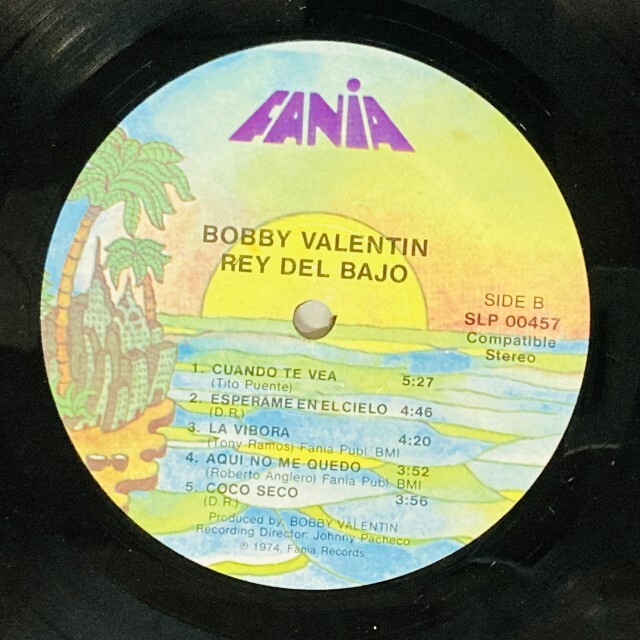 FANIA
BOBBY VALENTIN
REY DEL BAJO
SIDE B
SLP 00457
Compatible
Stereo
1. CUANDO TE VEA 5:27
(Tito Puente)
2. ESPERAME EN EL CIELO 4:46
(D.R.)
3. LA VIBORA 4:20
(Tony Ramos) Fania Publ. BMI
4. AQUI NO ME QUEDO 3:52
(Roberto Anglero) Fania Publ. BMI
5. COCO SECO 3:56
(D.R.)
Produced by: BOBBY VALENTIN
Recording Director: Johnny Pacheco
℗ 1974, Fania Records